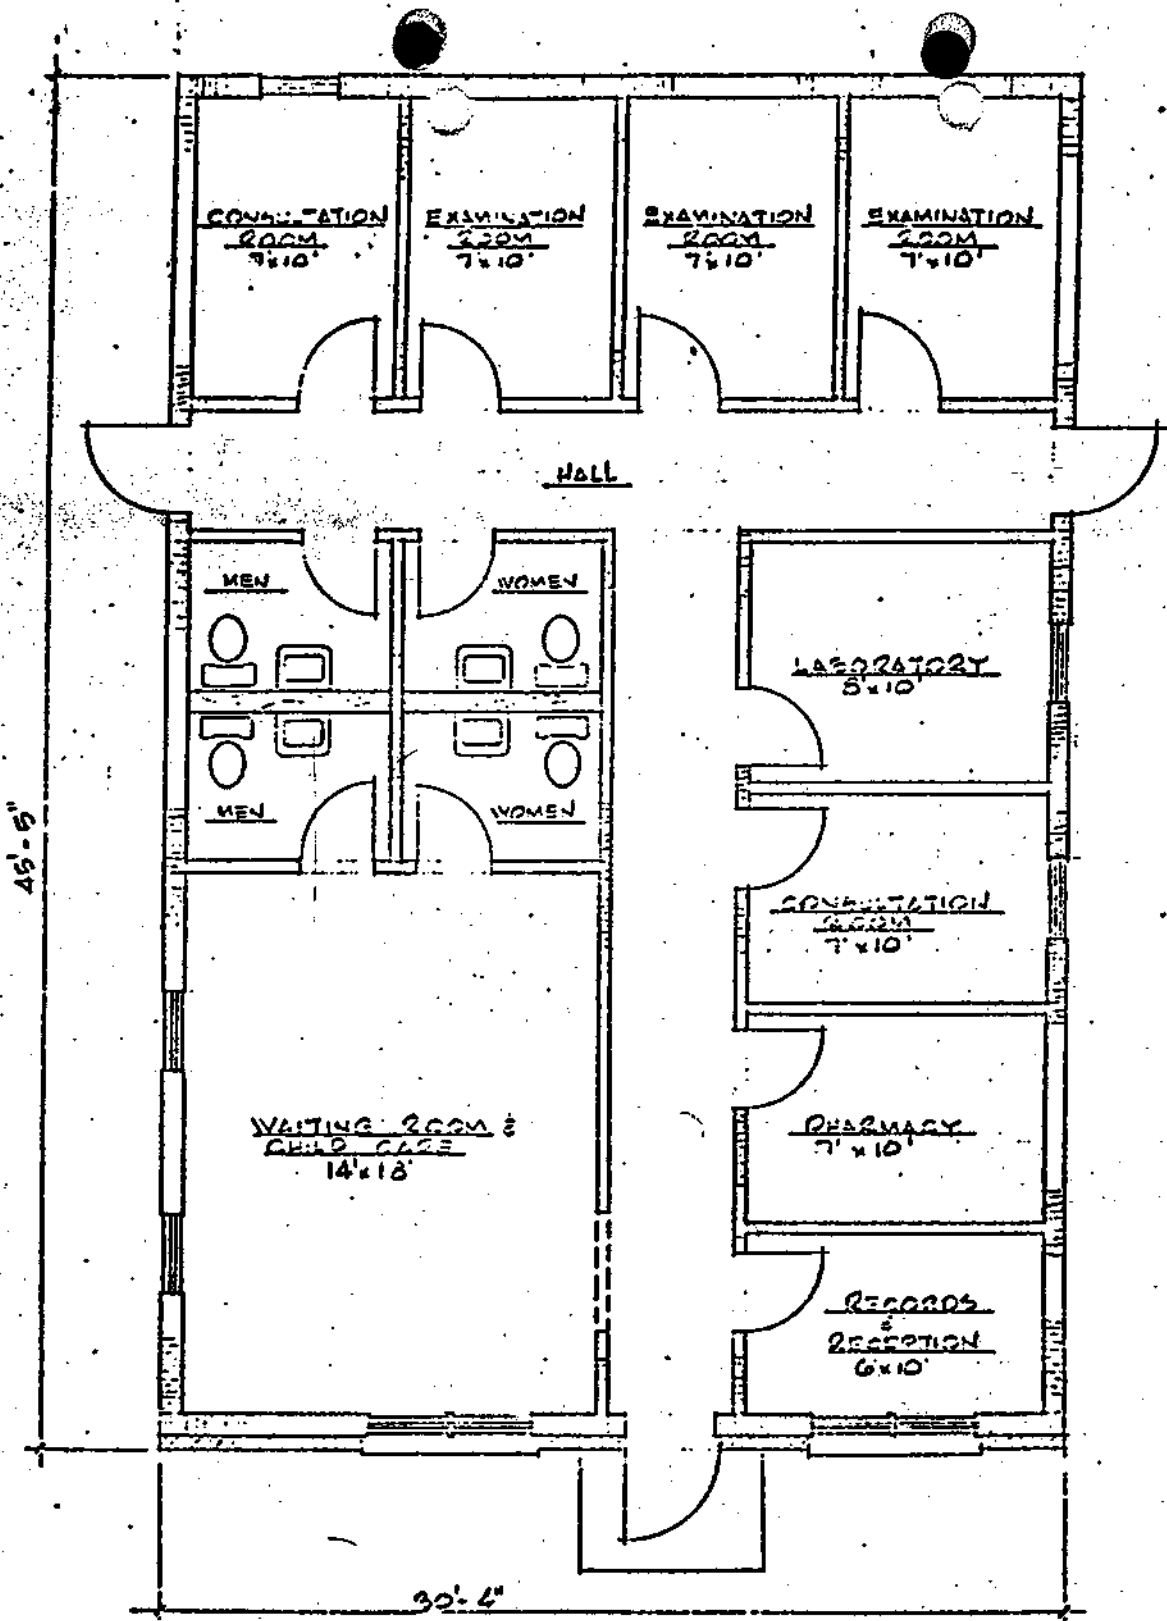 CONSULTATION
ROOM
7'x10'
EXAMINATION
ROOM
7'x10'
EXAMINATION
ROOM
7'x10'
EXAMINATION
ROOM
7'x10'
HALL
MEN
WOMEN
LABORATORY
8'x10'
MEN
WOMEN
45'-5"
CONSULTATION
ROOM
7'x10'
WAITING ROOM &
CHILD CARE
14'x18'
PHARMACY
7'x10'
RECORDS
&
RECEPTION
6'x10'
30'-4"